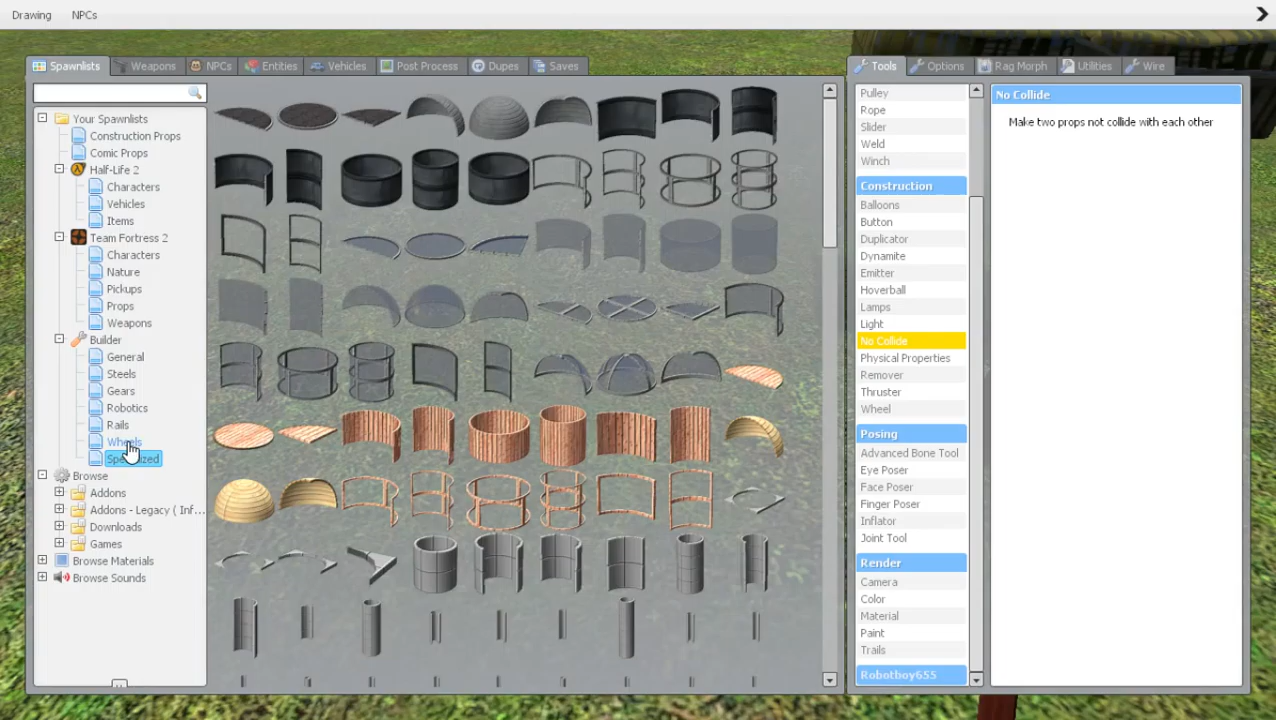 Drawing NPCs
Spawnlists Weapons NPCs Entities Vehicles Post Process Dupes Saves
Tools Options Rag Morph Utilities Wire
Your Spawnlists
Construction Props
Comic Props
Half-Life 2
Characters
Vehicles
Items
Team Fortress 2
Characters
Nature
Pickups
Props
Weapons
Builder
General
Steels
Gears
Robotics
Rails
Wheels
Specialized
Browse
Addons
Addons - Legacy (`Inf...
Downloads
Games
Browse Materials
Browse Sounds
Pulley
Rope
Slider
Weld
Winch
Construction
Balloons
Button
Duplicator
Dynamite
Emitter
Hoverball
Lamps
Light
No Collide
Physical Properties
Remover
Thruster
Wheel
Posing
Advanced Bone Tool
Eye Poser
Face Poser
Finger Poser
Inflator
Joint Tool
Render
Camera
Color
Material
Paint
Trails
Robotboy655
No Collide
Make two props not collide with each other